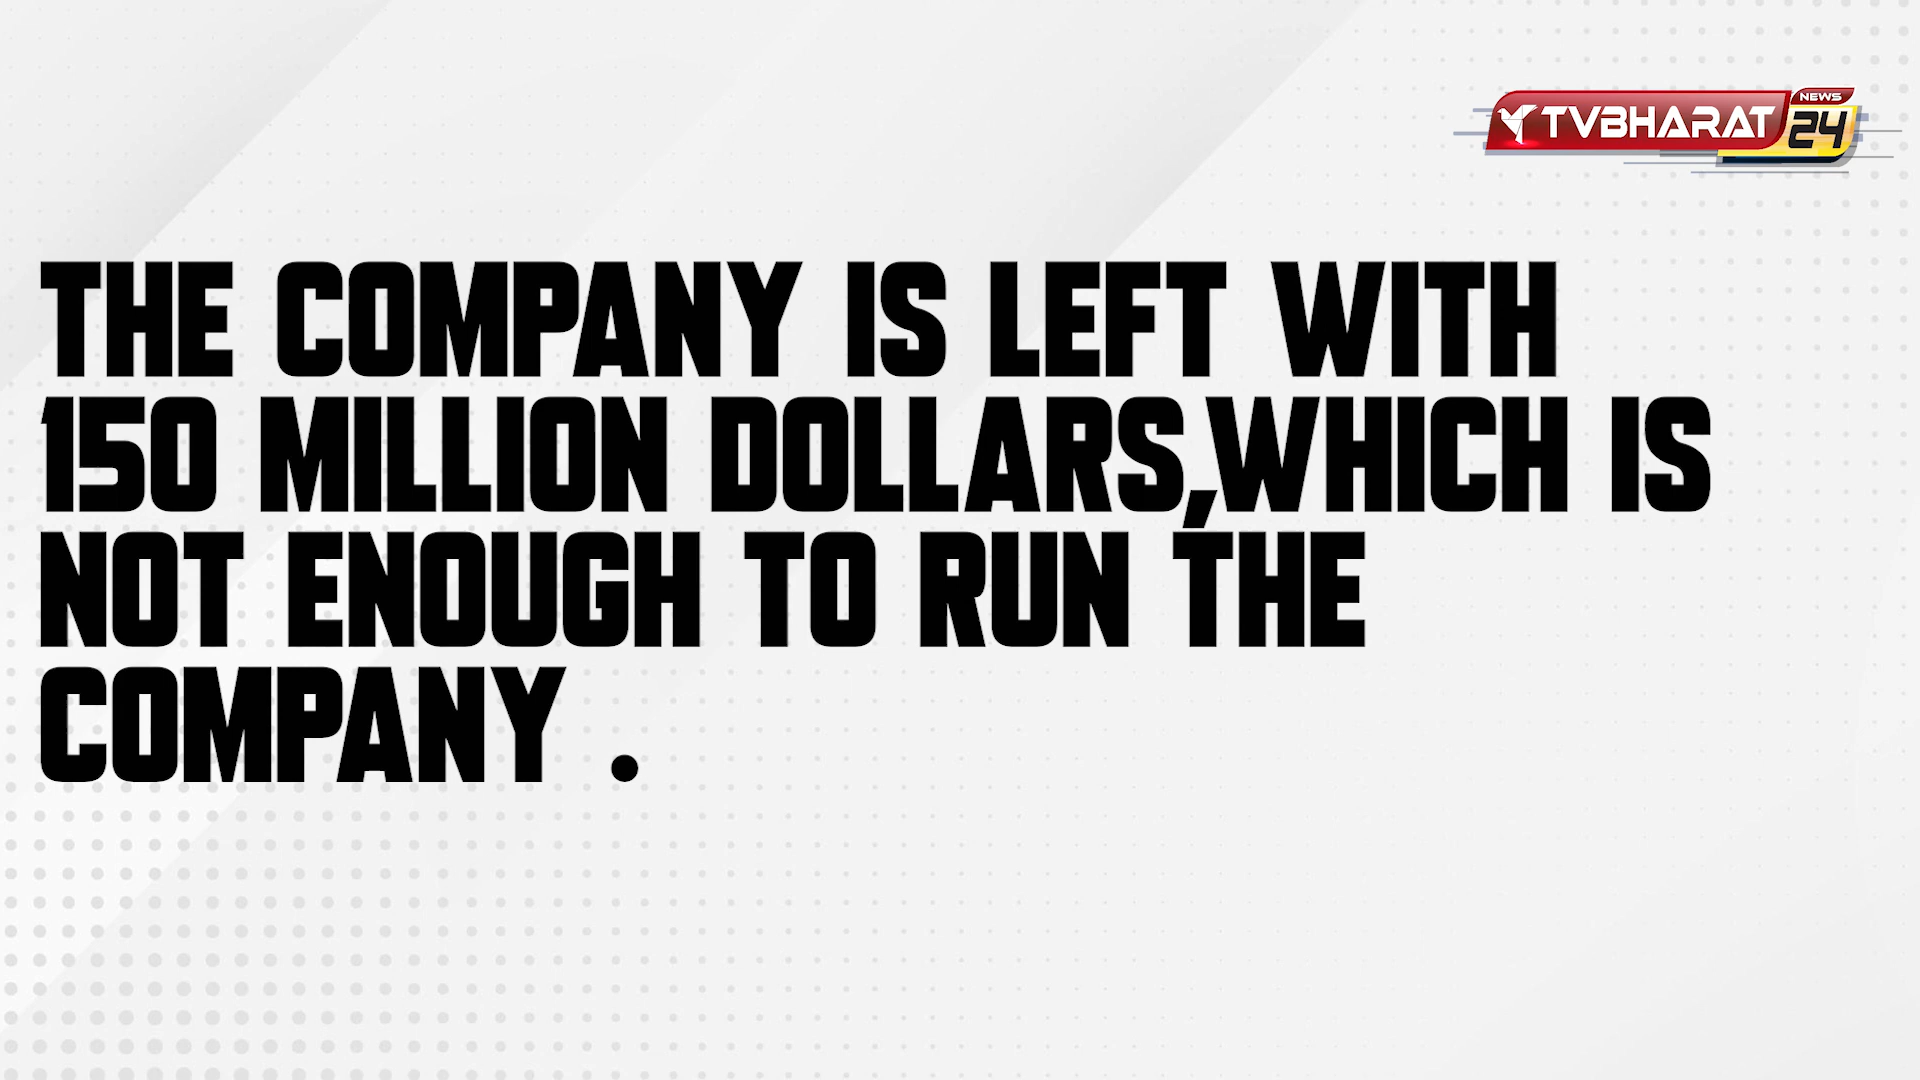 NEWS
TVBHARAT 24
THE COMPANY IS LEFT WITH
150 MILLION DOLLARS,WHICH IS
NOT ENOUGH TO RUN THE
COMPANY .